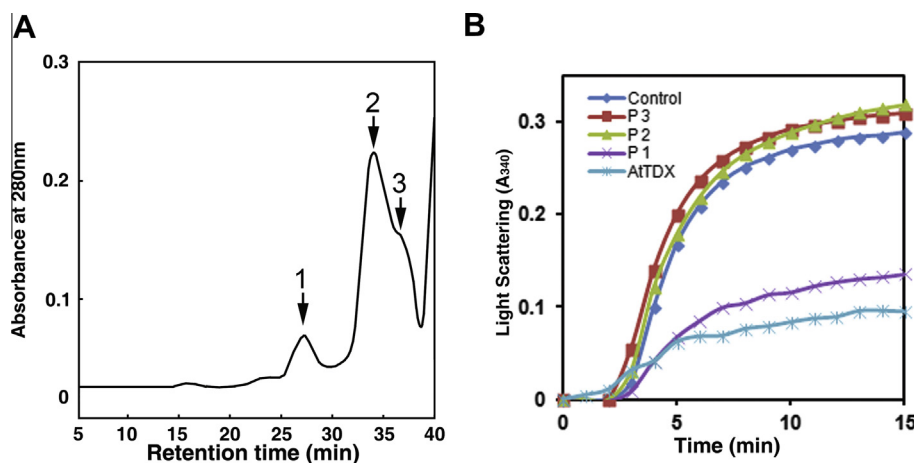 A
0.3
0.2
0.1
0
Absorbance at 280nm
1
2
3
5
10
15
20
25
30
35
40
Retention time (min)
B
0.3
0.2
0.1
0
Light Scattering (A340)
Control
P 3
P 2
P 1
AtTDX
0
5
10
15
Time (min)